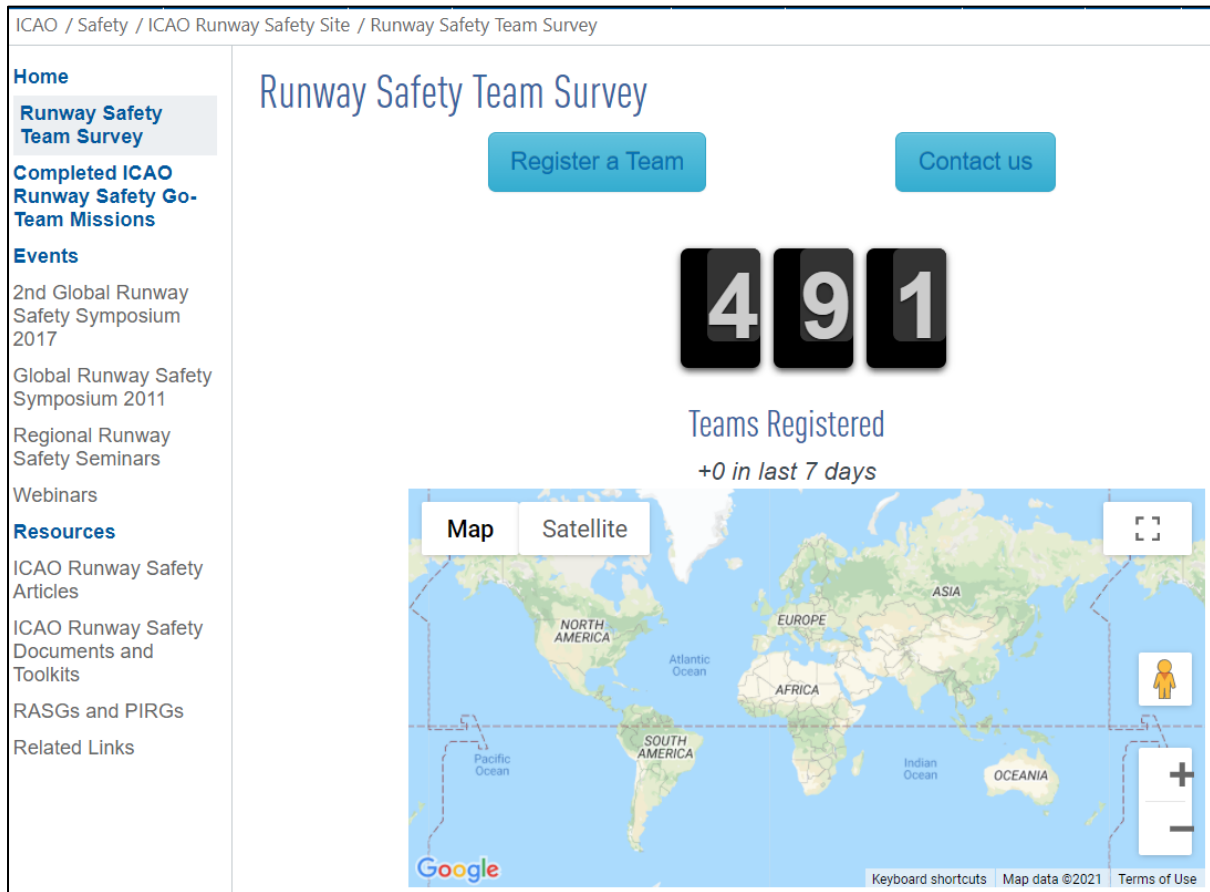 ICAO / Safety / ICAO Runway Safety Site / Runway Safety Team Survey
Home
Runway Safety
Team Survey
Completed ICAO
Runway Safety Go-
Team Missions
Events
2nd Global Runway
Safety Symposium
2017
Global Runway Safety
Symposium 2011
Regional Runway
Safety Seminars
Webinars
Resources
ICAO Runway Safety
Articles
ICAO Runway Safety
Documents and
Toolkits
RASGs and PIRGs
Related Links
Runway Safety Team Survey
Register a Team
Contact us
4 9 1
Teams Registered
+0 in last 7 days
Map
Satellite
NORTH
AMERICA
EUROPE
ASIA
Atlantic
Ocean
AFRICA
SOUTH
AMERICA
Pacific
Ocean
Indian
Ocean
OCEANIA
+
−
Google
Keyboard shortcuts
Map data ©2021
Terms of Use